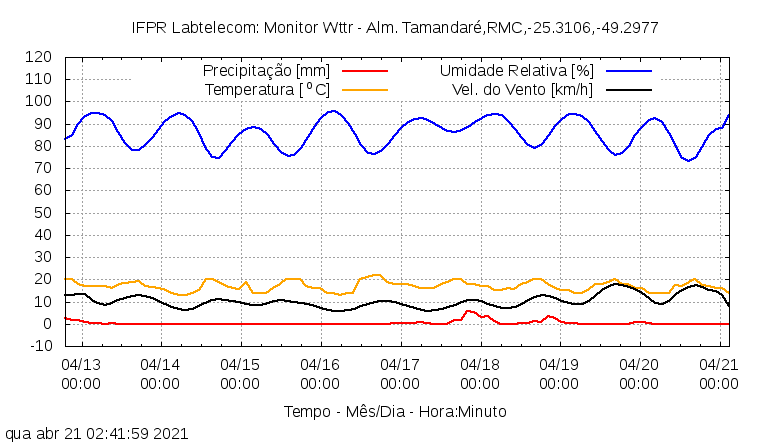 IFPR Labtelecom: Monitor Wttr - Alm. Tamandaré,RMC,-25.3106,-49.2977
120
110
100
90
80
70
60
50
40
30
20
10
0
-10
Precipitação [mm]
Temperatura [⁰C]
Umidade Relativa [%]
Vel. do Vento [km/h]
04/13 04/14 04/15 04/16 04/17 04/18 04/19 04/20 04/21
00:00 00:00 00:00 00:00 00:00 00:00 00:00 00:00 00:00
Tempo - Mês/Dia - Hora:Minuto
qua abr 21 02:41:59 2021